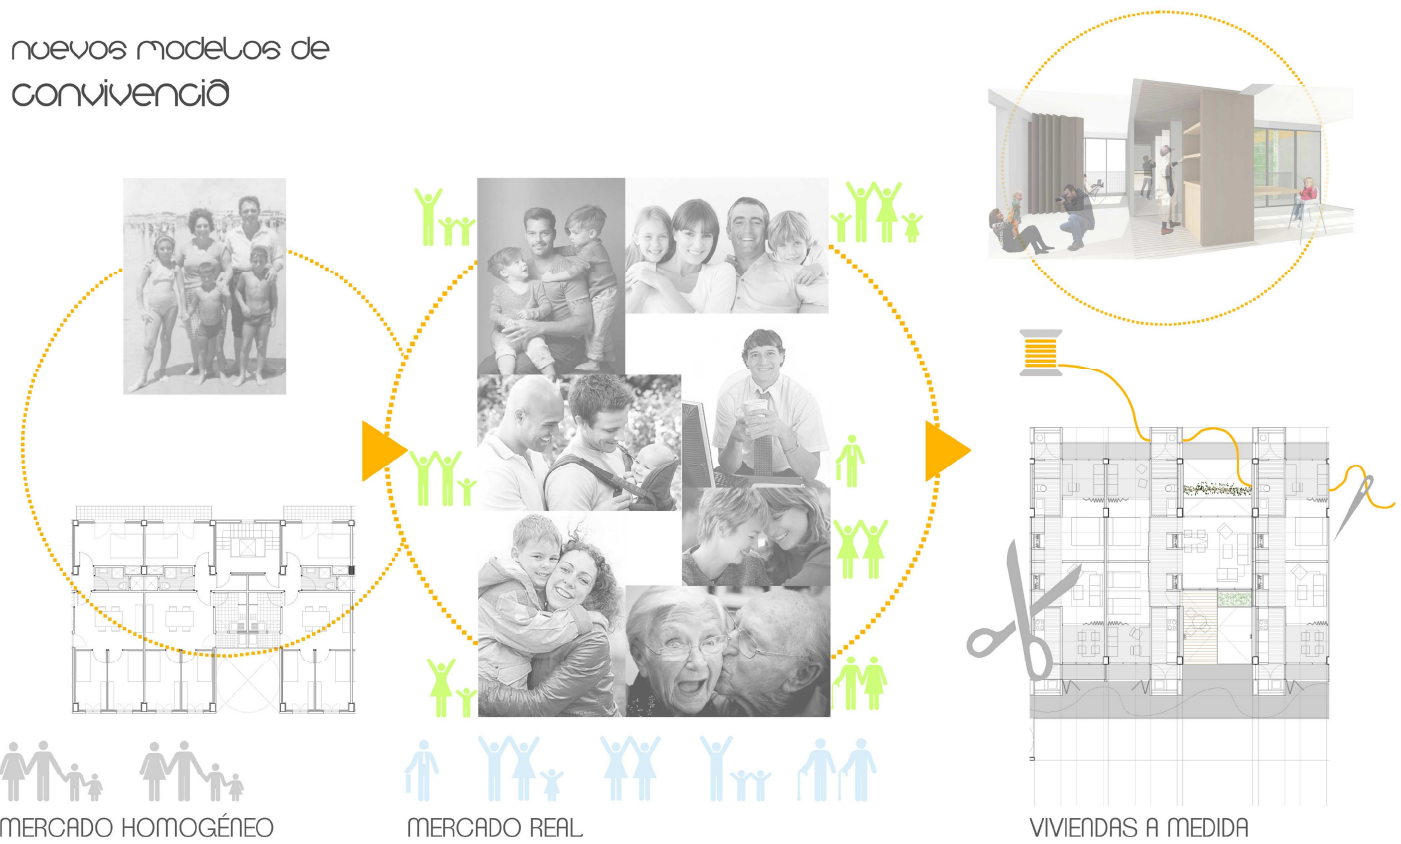 nuevos modelos de
convivencia
MERCADO HOMOGÉNEO
MERCADO REAL
VIVIENDAS A MEDIDA